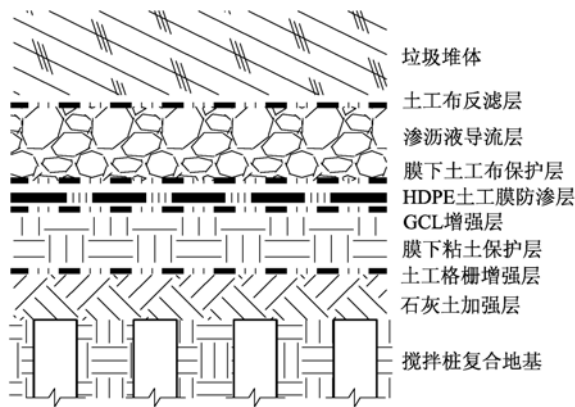 垃圾堆体
土工布反滤层
渗沥液导流层
膜下土工布保护层
HDPE土工膜防渗层
GCL增强层
膜下粘土保护层
土工格栅增强层
石灰土加强层
搅拌桩复合地基